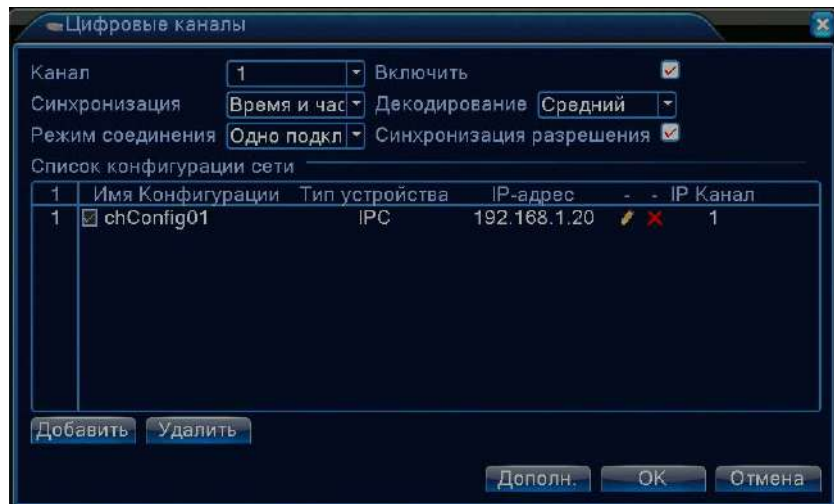 Цифровые каналы
Канал 1 Включить
Синхронизация Время и час Декодирование Средний
Режим соединения Одно подкл Синхронизация разрешения
Список конфигурации сети
1 Имя Конфигурации Тип устройства IP-адрес - - IP Канал
1 chConfig01 IPC 192.168.1.20 1
Добавить Удалить
Дополн. OK Отмена